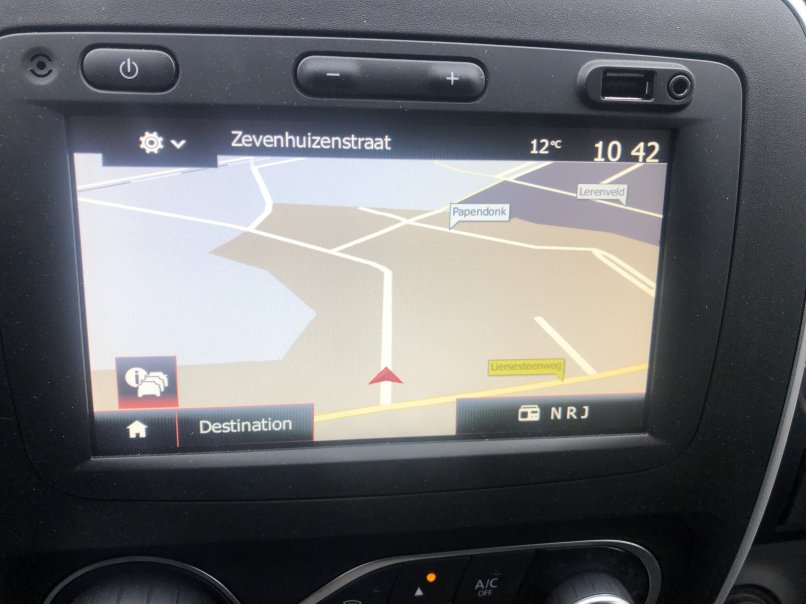 Zevenhuizenstraat 12°C 10 42
Lerenveld
Papendonk
Liersesteenweg
NRJ
Destination
A/C
OFF